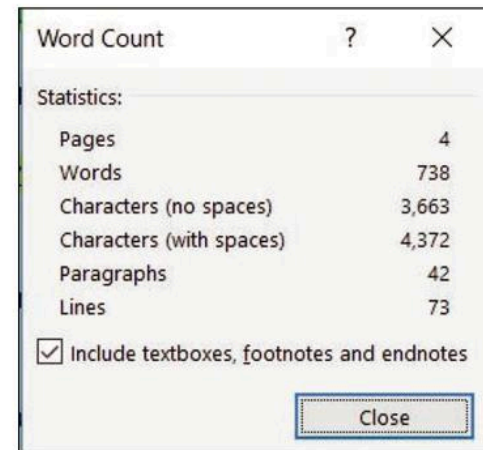 Word Count ? ×
Statistics:
Pages 4
Words 738
Characters (no spaces) 3,663
Characters (with spaces) 4,372
Paragraphs 42
Lines 73
Include textboxes, footnotes and endnotes
Close